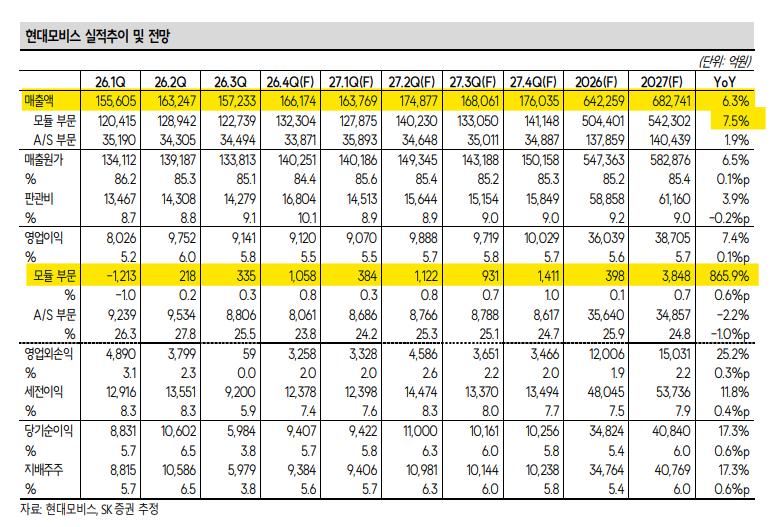 현대모비스 실적추이 및 전망
(단위: 억원)
26.1Q 26.2Q 26.3Q 26.4Q(F) 27.1Q(F) 27.2Q(F) 27.3Q(F) 27.4Q(F) 2026(F) 2027(F) YoY
매출액 155,605 163,247 157,233 166,174 163,769 174,877 168,061 176,035 642,259 682,741 6.3%
모듈 부문 120,415 128,942 122,739 132,304 127,875 140,230 133,050 141,148 504,401 542,302 7.5%
A/S 부문 35,190 34,305 34,494 33,871 35,893 34,648 35,011 34,887 137,859 140,439 1.9%
매출원가 134,112 139,187 133,813 140,251 140,186 149,345 143,188 150,158 547,363 582,876 6.5%
% 86.2 85.3 85.1 84.4 85.6 85.4 85.2 85.3 85.2 85.4 0.1%p
판관비 13,467 14,308 14,279 16,804 14,513 15,644 15,154 15,849 58,858 61,160 3.9%
% 8.7 8.8 9.1 10.1 8.9 8.9 9.0 9.0 9.2 9.0 -0.2%p
영업이익 8,026 9,752 9,141 9,120 9,070 9,888 9,719 10,029 36,039 38,705 7.4%
% 5.2 6.0 5.8 5.5 5.5 5.7 5.8 5.7 5.6 5.7 0.1%p
모듈 부문 -1,213 218 335 1,058 384 1,122 931 1,411 398 3,848 865.9%
% -1.0 0.2 0.3 0.8 0.3 0.8 0.7 1.0 0.1 0.7 0.6%p
A/S 부문 9,239 9,534 8,806 8,061 8,686 8,766 8,788 8,617 35,640 34,857 -2.2%
% 26.3 27.8 25.5 23.8 24.2 25.3 25.1 24.7 25.9 24.8 -1.0%p
영업외손익 4,890 3,799 59 3,258 3,328 4,586 3,651 3,466 12,006 15,031 25.2%
% 3.1 2.3 0.0 2.0 2.0 2.6 2.2 2.0 1.9 2.2 0.3%p
세전이익 12,916 13,551 9,200 12,378 12,398 14,474 13,370 13,494 48,045 53,736 11.8%
% 8.3 8.3 5.9 7.4 7.6 8.3 8.0 7.7 7.5 7.9 0.4%p
당기순이익 8,831 10,602 5,984 9,407 9,422 11,000 10,161 10,256 34,824 40,840 17.3%
% 5.7 6.5 3.8 5.7 5.8 6.3 6.0 5.8 5.4 6.0 0.6%p
지배주주 8,815 10,586 5,979 9,384 9,406 10,981 10,144 10,238 34,764 40,769 17.3%
% 5.7 6.5 3.8 5.6 5.7 6.3 6.0 5.8 5.4 6.0 0.6%p
자료: 현대모비스, SK 증권 추정